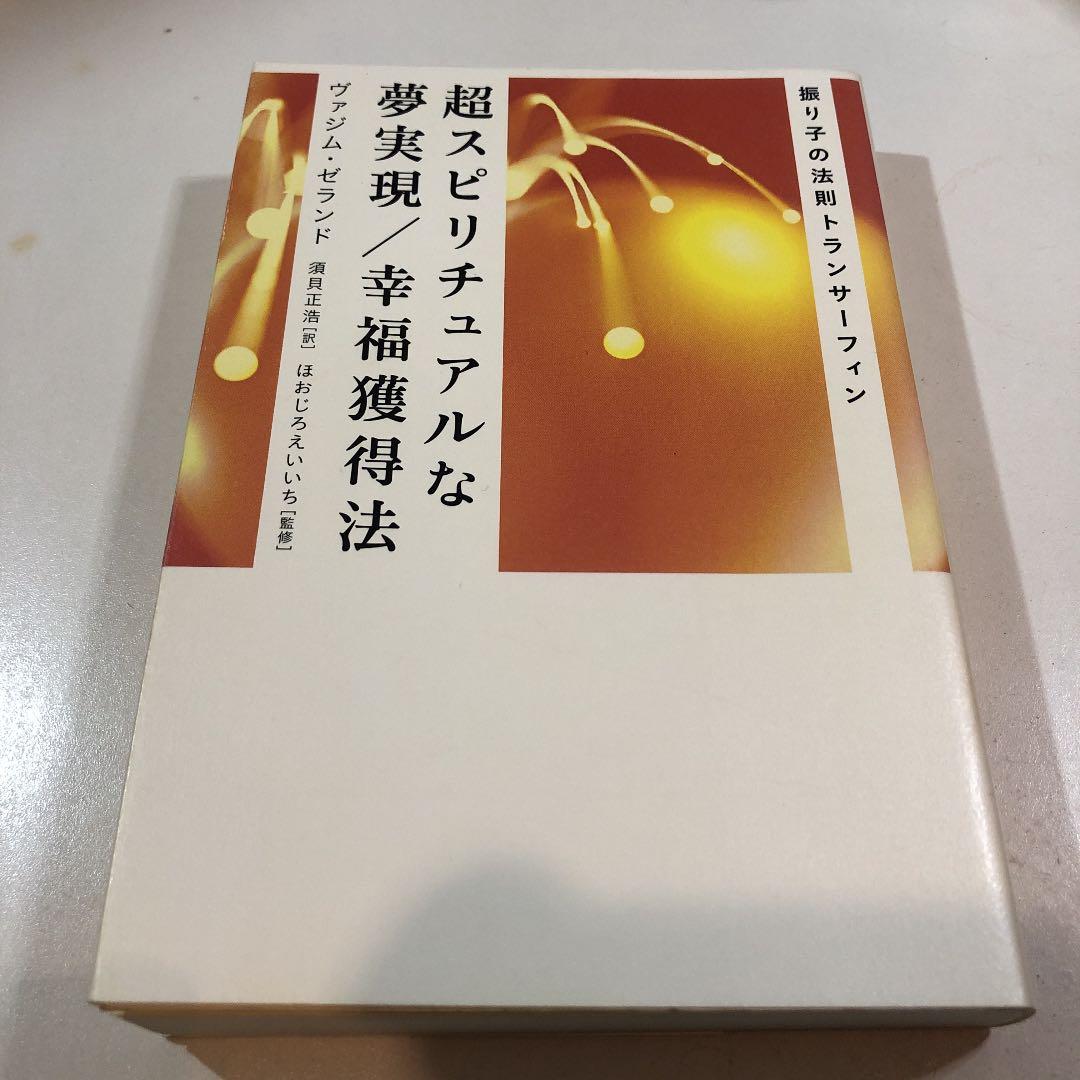 振り子の法則トランサーフィン
超スピリチュアルな
夢実現／幸福獲得法
ヴァジム・ゼランド 須貝正浩[訳] ほおじろえいいち[監修]